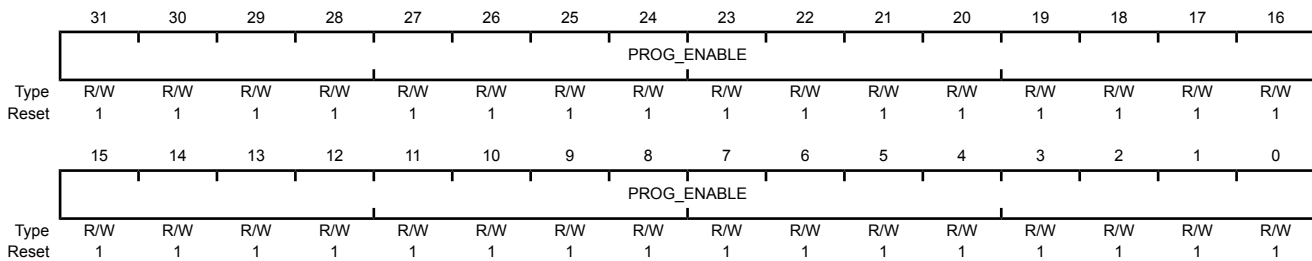 31 30 29 28 27 26 25 24 23 22 21 20 19 18 17 16
PROG_ENABLE
Type R/W R/W R/W R/W R/W R/W R/W R/W R/W R/W R/W R/W R/W R/W R/W R/W
Reset 1 1 1 1 1 1 1 1 1 1 1 1 1 1 1 1
15 14 13 12 11 10 9 8 7 6 5 4 3 2 1 0
PROG_ENABLE
Type R/W R/W R/W R/W R/W R/W R/W R/W R/W R/W R/W R/W R/W R/W R/W R/W
Reset 1 1 1 1 1 1 1 1 1 1 1 1 1 1 1 1